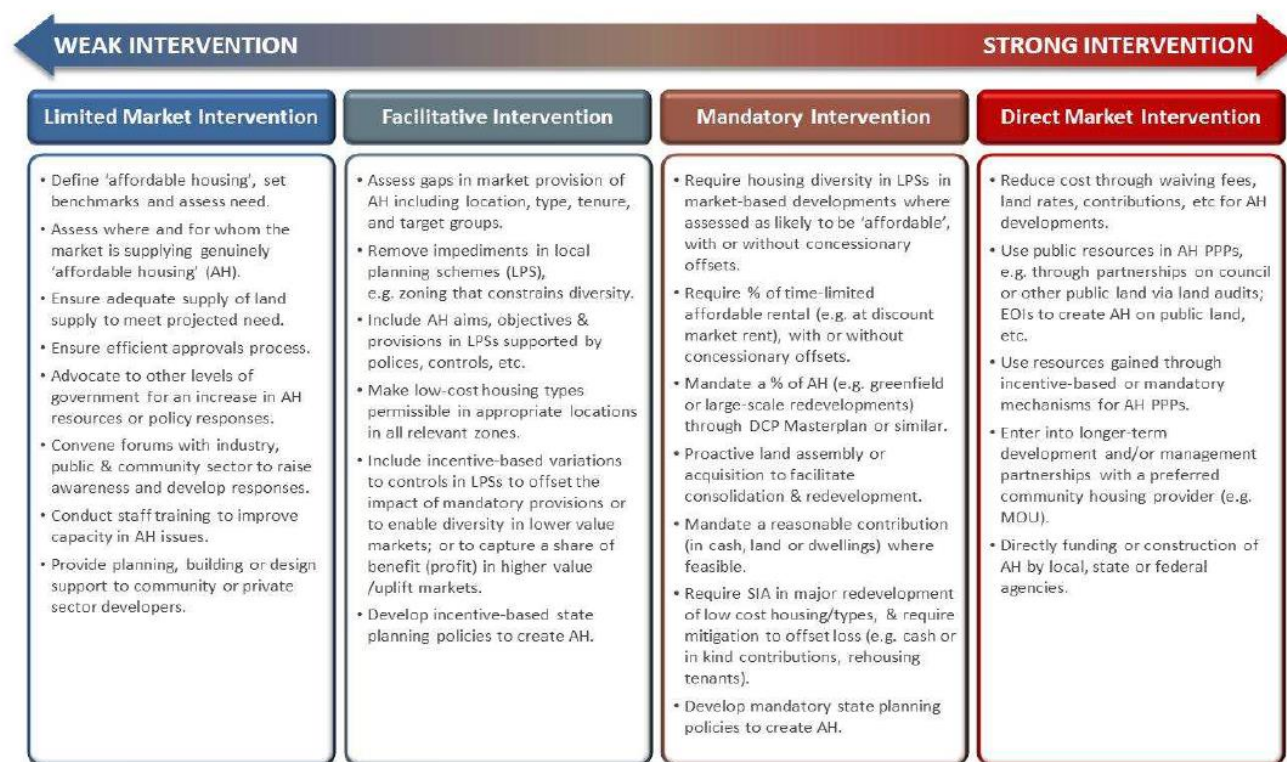 WEAK INTERVENTION
STRONG INTERVENTION
Limited Market Intervention
• Define ‘affordable housing’, set
benchmarks and assess need.
• Assess where and for whom the
market is supplying genuinely
‘affordable housing’ (AH).
• Ensure adequate supply of land
supply to meet projected need.
• Ensure efficient approvals process.
• Advocate to other levels of
government for an increase in AH
resources or policy responses.
• Convene forums with industry,
public & community sector to raise
awareness and develop responses.
• Conduct staff training to improve
capacity in AH issues.
• Provide planning, building or design
support to community or private
sector developers.
Facilitative Intervention
• Assess gaps in market provision of
AH including location, type, tenure,
and target groups.
• Remove impediments in local
planning schemes (LPS),
e.g. zoning that constrains diversity.
• Include AH aims, objectives &
provisions in LPSs supported by
polices, controls, etc.
• Make low-cost housing types
permissible in appropriate locations
in all relevant zones.
• Include incentive-based variations
to controls in LPSs to offset the
impact of mandatory provisions or
to enable diversity in lower value
markets; or to capture a share of
benefit (profit) in higher value
/uplift markets.
• Develop incentive-based state
planning policies to create AH.
Mandatory Intervention
• Require housing diversity in LPSs in
market-based developments where
assessed as likely to be ‘affordable’,
with or without concessionary
offsets.
• Require % of time-limited
affordable rental (e.g. at discount
market rent), with or without
concessionary offsets.
• Mandate a % of AH (e.g. greenfield
or large-scale redevelopments)
through DCP Masterplan or similar.
• Proactive land assembly or
acquisition to facilitate
consolidation & redevelopment.
• Mandate a reasonable contribution
(in cash, land or dwellings) where
feasible.
• Require SIA in major redevelopment
of low cost housing/types, & require
mitigation to offset loss (e.g. cash or
in kind contributions, rehousing
tenants).
• Develop mandatory state planning
policies to create AH.
Direct Market Intervention
• Reduce cost through waiving fees,
land rates, contributions, etc for AH
developments.
• Use public resources in AH PPPs,
e.g. through partnerships on council
or other public land via land audits;
EOIs to create AH on public land,
etc.
• Use resources gained through
incentive-based or mandatory
mechanisms for AH PPPs.
• Enter into longer-term
development and/or management
partnerships with a preferred
community housing provider (e.g.
MOU).
• Directly funding or construction of
AH by local, state or federal
agencies.